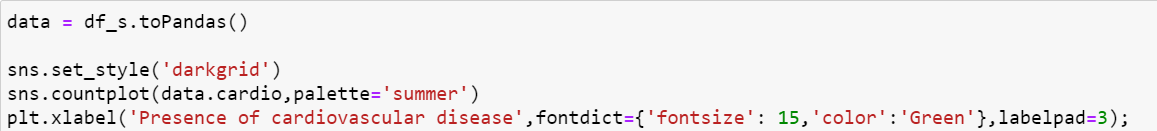 data = df_s.toPandas()
sns.set_style('darkgrid')
sns.countplot(data.cardio,palette='summer')
plt.xlabel('Presence of cardiovascular disease',fontdict={'fontsize': 15,'color':'Green'},labelpad=3);